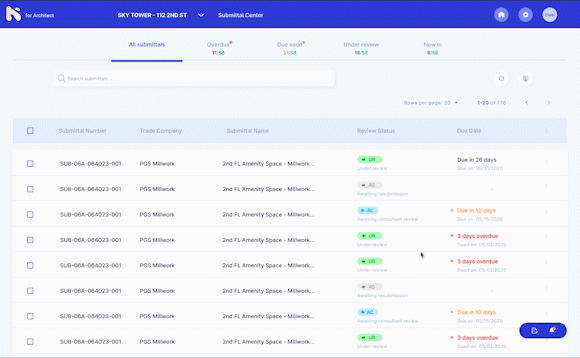 N for Architect SKY TOWER - 112 2ND ST Submittal Center
All submittals Overdue Due soon Under review New in
11/58 21/58 18/58 8/58
Search submittals...
Rows per page: 20 1-20 of 116
Submittal Number Trade Company Submittal Name Review Status Due Date
SUB-06A-064023-001 PGS Millwork 2nd FL Amenity Space - Millwork... UR Due in 26 days
Under review Due on: 05/31/2020
SUB-06A-064023-001 PGS Millwork 2nd FL Amenity Space - Millwork... AS -
Awaiting resubmission
SUB-06A-064023-001 PGS Millwork 2nd FL Amenity Space - Millwork... AC Due in 10 days
Awaiting consultant review Due on: 05/15/2020
SUB-06A-064023-001 PGS Millwork 2nd FL Amenity Space - Millwork... UR 3 days overdue
Under review Due on: 05/02/2020
SUB-06A-064023-001 PGS Millwork 2nd FL Amenity Space - Millwork... UR 3 days overdue
Under review Due on: 05/02/2020
SUB-06A-064023-001 PGS Millwork 2nd FL Amenity Space - Millwork... AS -
Awaiting resubmission
SUB-06A-064023-001 PGS Millwork 2nd FL Amenity Space - Millwork... AC Due in 10 days
Awaiting consultant review Due on: 05/15/2020
SUB-06A-064023-001 PGS Millwork 2nd FL Amenity Space - Millwork... UR 3 days overdue
Under review Due on: 05/02/2020